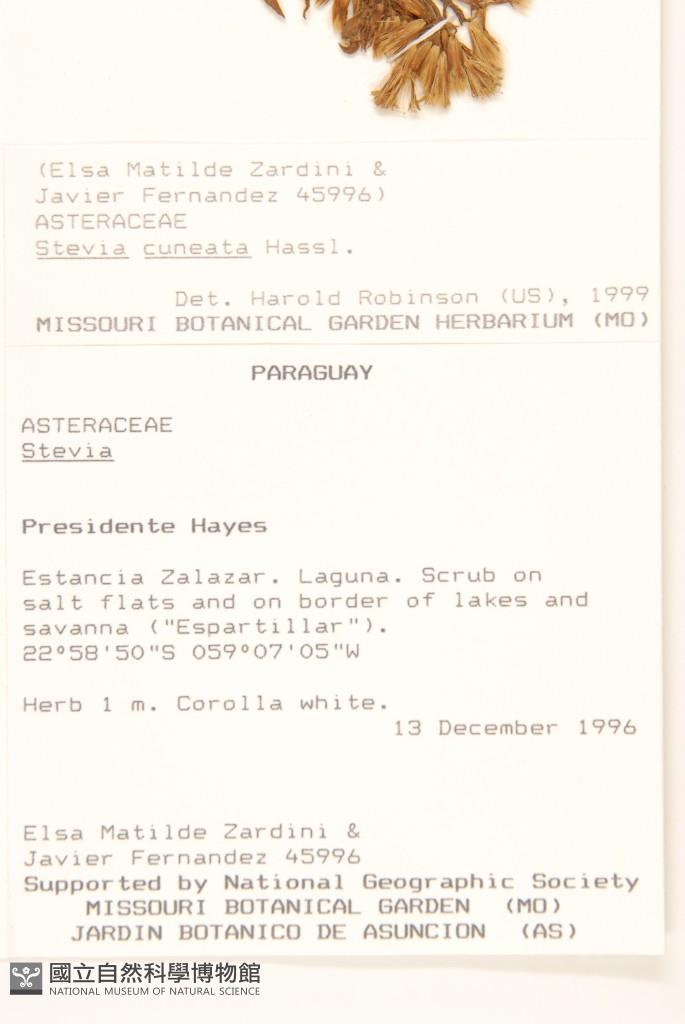 (Elsa Matilde Zardini &
Javier Fernandez 45996)
ASTERACEAE
Stevia cuneata Hassl.
Det. Harold Robinson (US), 1999
MISSOURI BOTANICAL GARDEN HERBARIUM (MO)
PARAGUAY
ASTERACEAE
Stevia
Presidente Hayes
Estancia Zalazar. Laguna. Scrub on
salt flats and on border of lakes and
savanna ("Espartillar").
22°58'50"S 059°07'05"W
Herb 1 m. Corolla white.
13 December 1996
Elsa Matilde Zardini &
Javier Fernandez 45996
Supported by National Geographic Society
MISSOURI BOTANICAL GARDEN (MO)
JARDIN BOTANICO DE ASUNCION (AS)
國立自然科學博物館
NATIONAL MUSEUM OF NATURAL SCIENCE